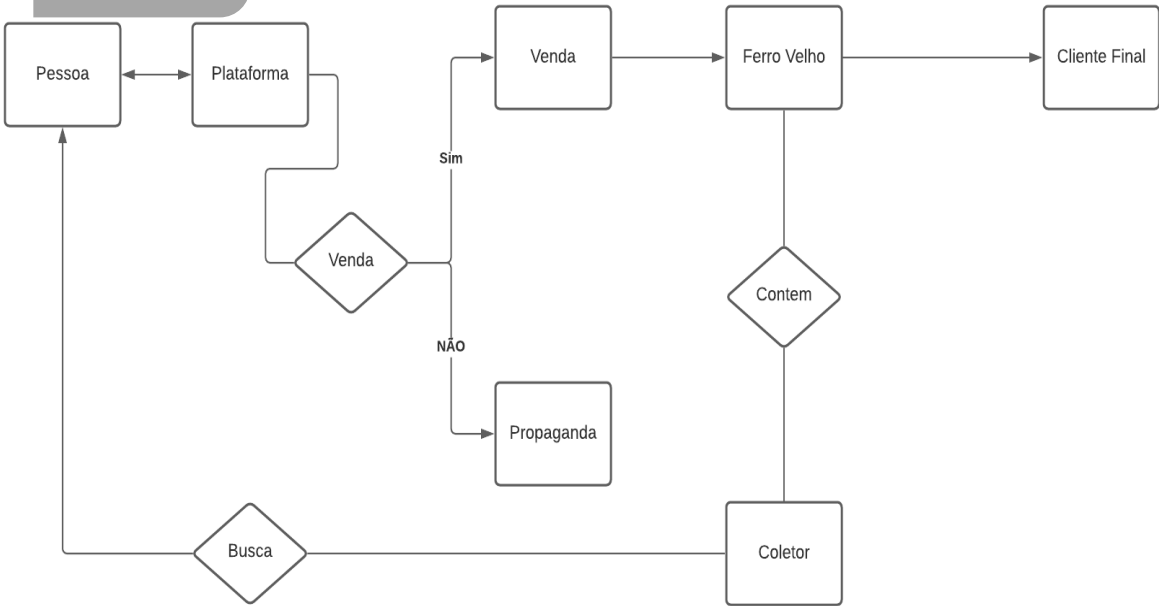 Venda
Ferro Velho
Cliente Final
Pessoa
Plataforma
Sim
Venda
Contem
NÃO
Propaganda
Busca
Coletor